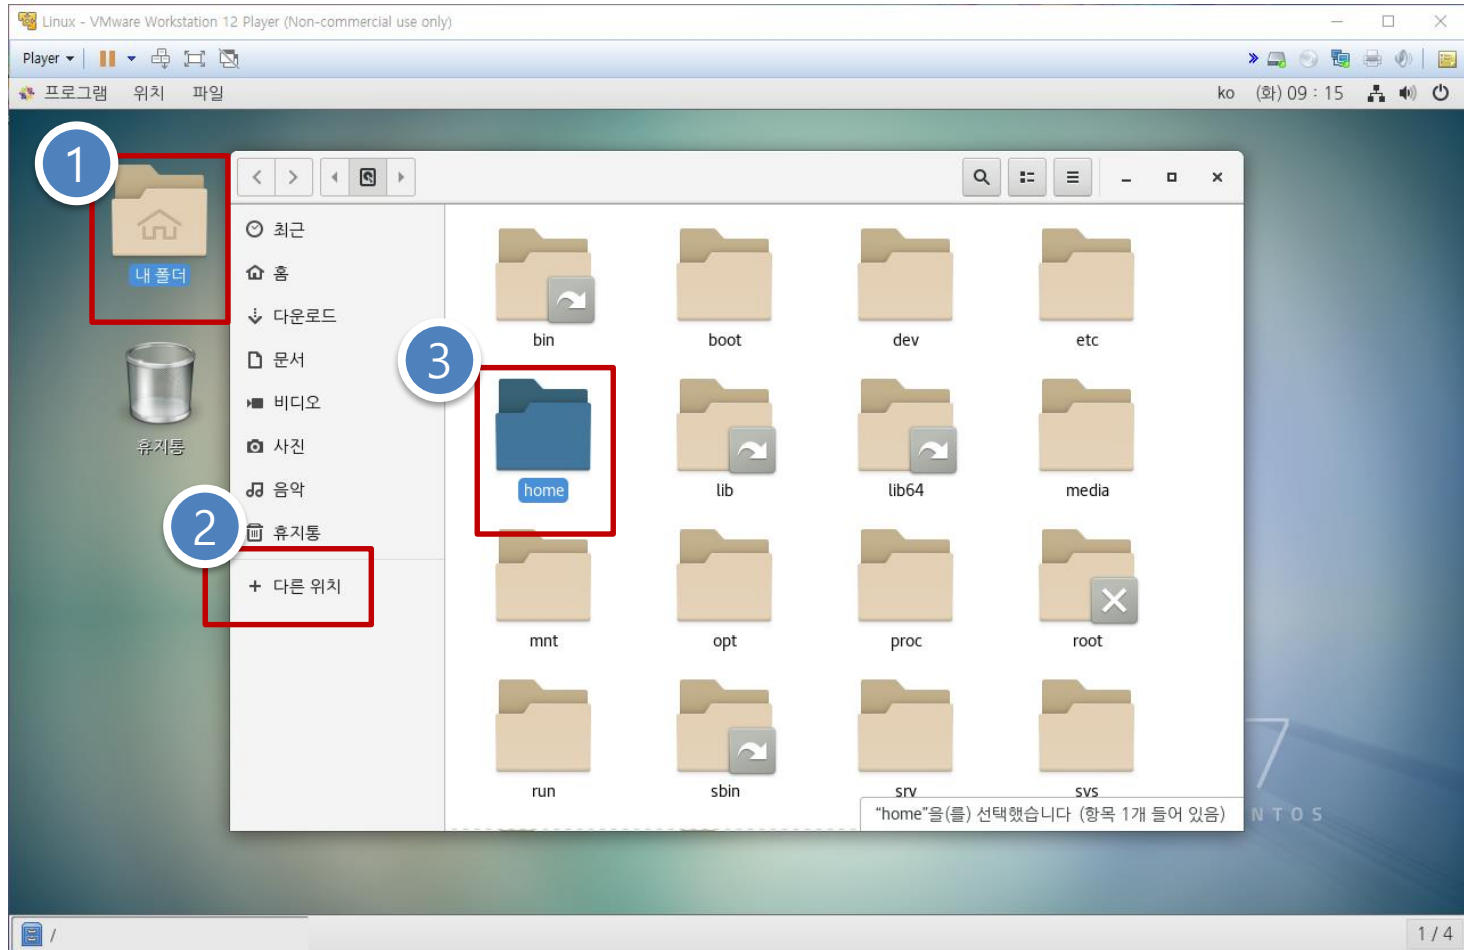 Linux - VMware Workstation 12 Player (Non-commercial use only)
Player
프로그램 위치 파일 ko (화) 09 : 15
1
내 폴더
휴지통
최근
홈
다운로드
문서
비디오
사진
음악
휴지통
2
+ 다른 위치
bin boot dev etc
3
home lib lib64 media
mnt opt proc root
run sbin srv sys
"home"을(를) 선택했습니다 (항목 1개 들어 있음)
7
NTOS
/
1 / 4